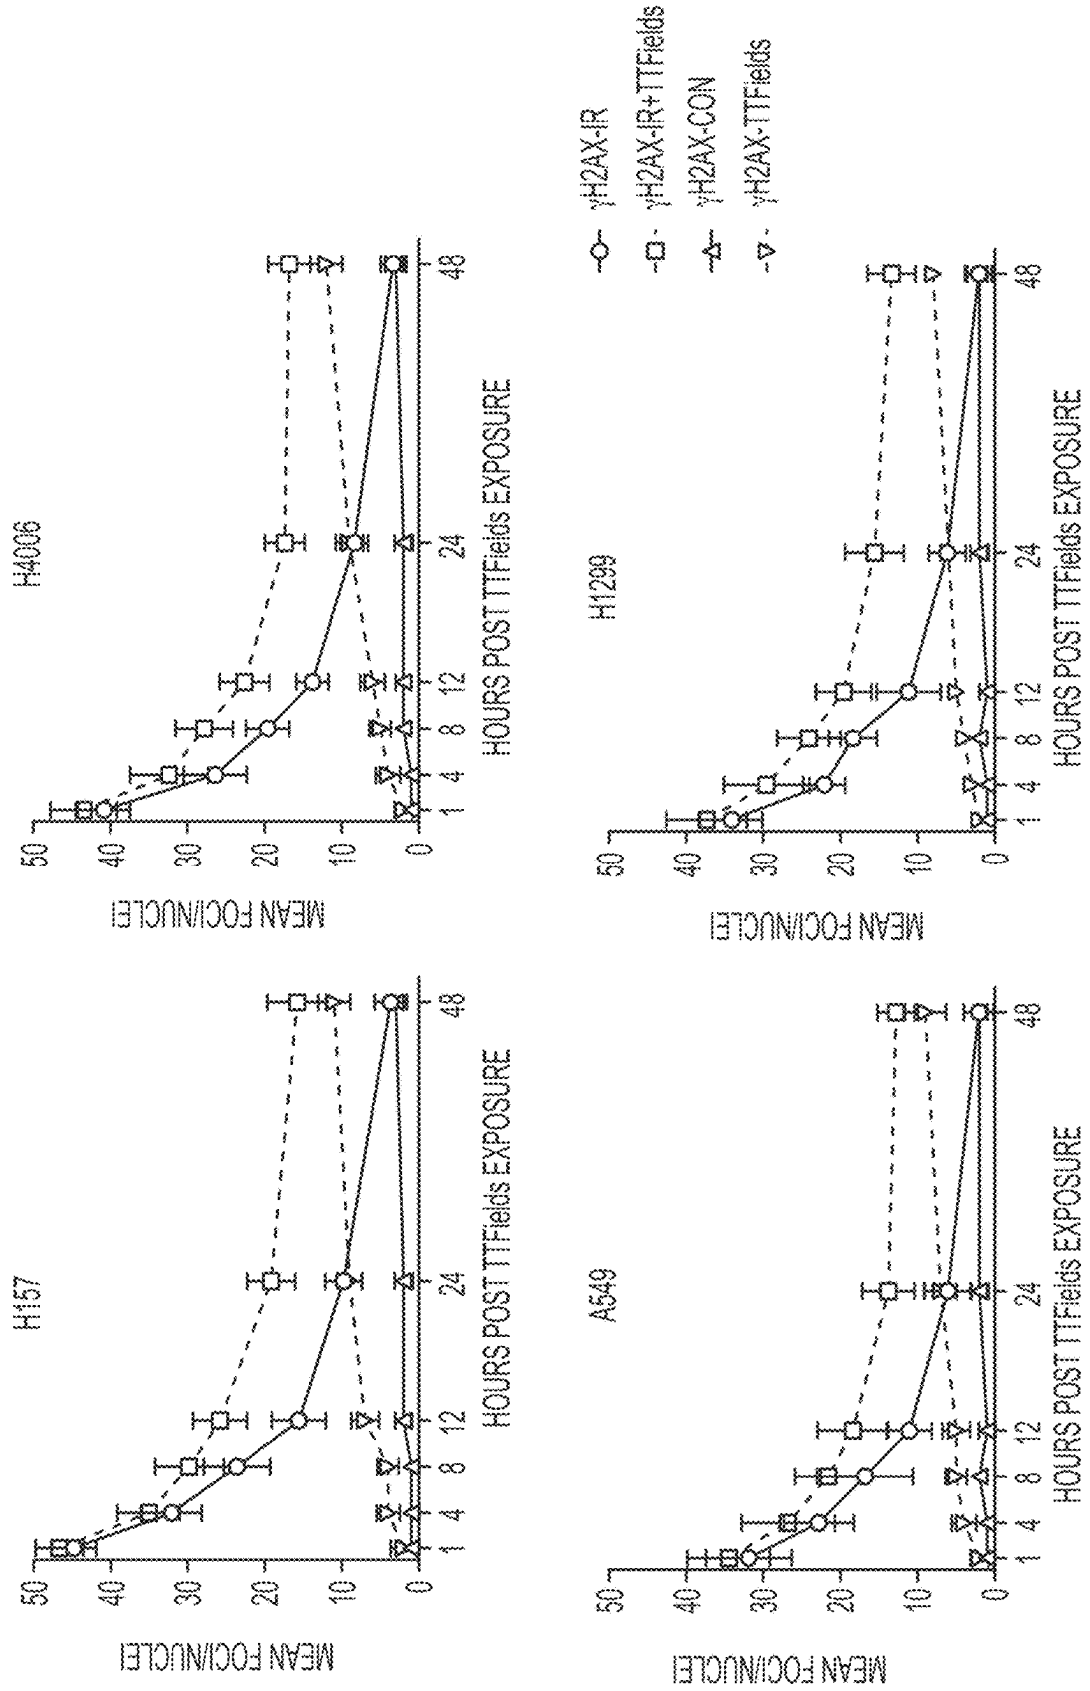 H157
MEAN FOCI/NUCLEI
50
40
30
20
10
0
1 4 8 12 24 48
HOURS POST TTFields EXPOSURE
H4006
MEAN FOCI/NUCLEI
50
40
30
20
10
0
1 4 8 12 24 48
HOURS POST TTFields EXPOSURE
A549
MEAN FOCI/NUCLEI
50
40
30
20
10
0
1 4 8 12 24 48
HOURS POST TTFields EXPOSURE
H1299
MEAN FOCI/NUCLEI
50
40
30
20
10
0
1 4 8 12 24 48
HOURS POST TTFields EXPOSURE
γH2AX-IR
γH2AX-IR+TTFields
γH2AX-CON
γH2AX-TTFields